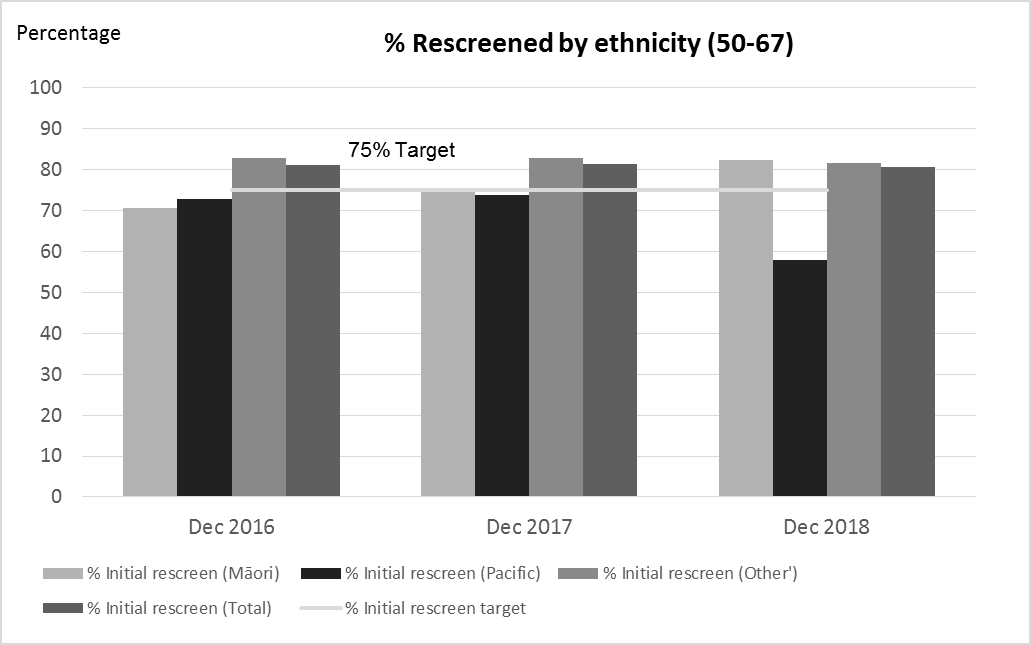 Percentage
% Rescreened by ethnicity (50-67)
100
90
75% Target
80
70
60
50
40
30
20
10
0
Dec 2016 Dec 2017 Dec 2018
% Initial rescreen (Māori) % Initial rescreen (Pacific) % Initial rescreen (Other')
% Initial rescreen (Total) % Initial rescreen target